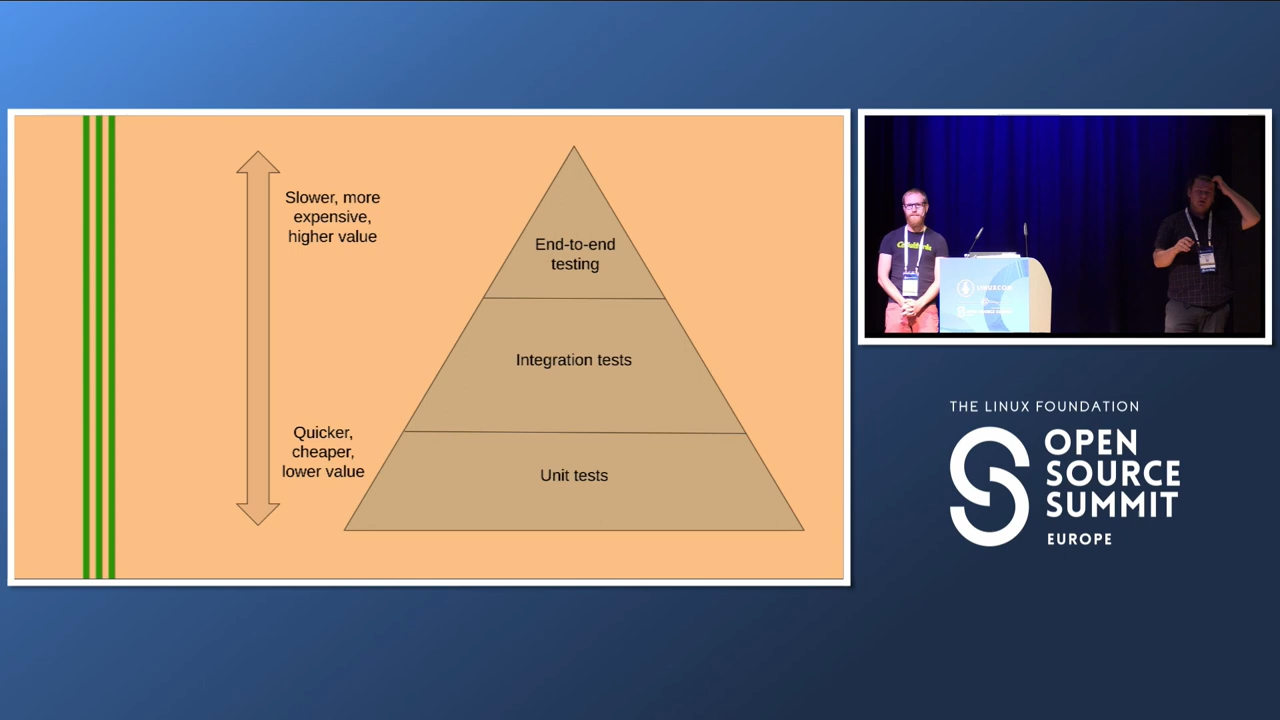 Slower, more
expensive,
higher value
Quicker,
cheaper,
lower value
End-to-end
testing
Integration tests
Unit tests
LINUXCON
THE LINUX FOUNDATION
OPEN
SOURCE
SUMMIT
EUROPE